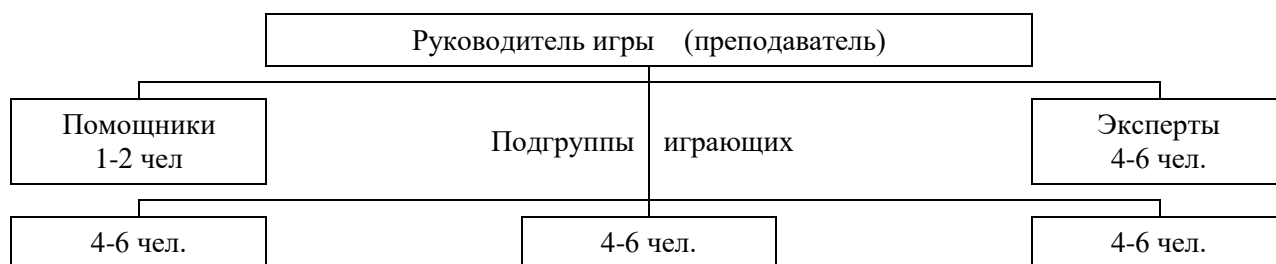 Руководитель игры (преподаватель)
Помощники
1-2 чел
Подгруппы играющих
Эксперты
4-6 чел.
4-6 чел.
4-6 чел.
4-6 чел.